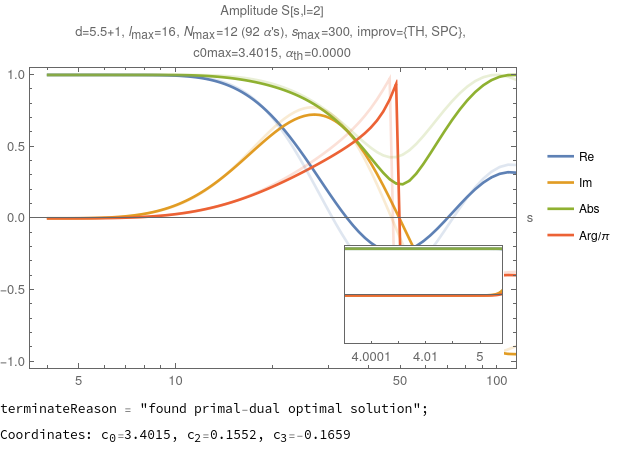 Amplitude S[s,l=2]
d=5.5+1, lmax=16, Nmax=12 (92 α's), smax=300, improv={TH, SPC},
c0max=3.4015, αth=0.0000
1.0
0.5
0.0
-0.5
-1.0
5
10
50
100
s
4.0001
4.01
5
Re
Im
Abs
Arg/π
terminateReason = "found primal-dual optimal solution";
Coordinates: c0=3.4015, c2=0.1552, c3=-0.1659